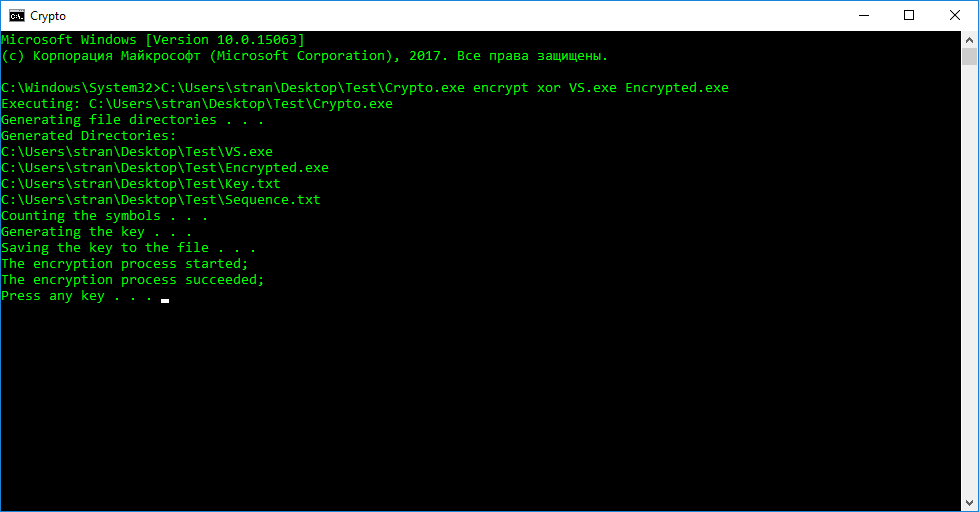 Crypto
Microsoft Windows [Version 10.0.15063]
(c) Корпорация Майкрософт (Microsoft Corporation), 2017. Все права защищены.
C:\Windows\System32>C:\Users\stran\Desktop\Test\Crypto.exe encrypt xor VS.exe Encrypted.exe
Executing: C:\Users\stran\Desktop\Test\Crypto.exe
Generating file directories . . .
Generated Directories:
C:\Users\stran\Desktop\Test\VS.exe
C:\Users\stran\Desktop\Test\Encrypted.exe
C:\Users\stran\Desktop\Test\Key.txt
C:\Users\stran\Desktop\Test\Sequence.txt
Counting the symbols . . .
Generating the key . . .
Saving the key to the file . . .
The encryption process started;
The encryption process succeeded;
Press any key . . .